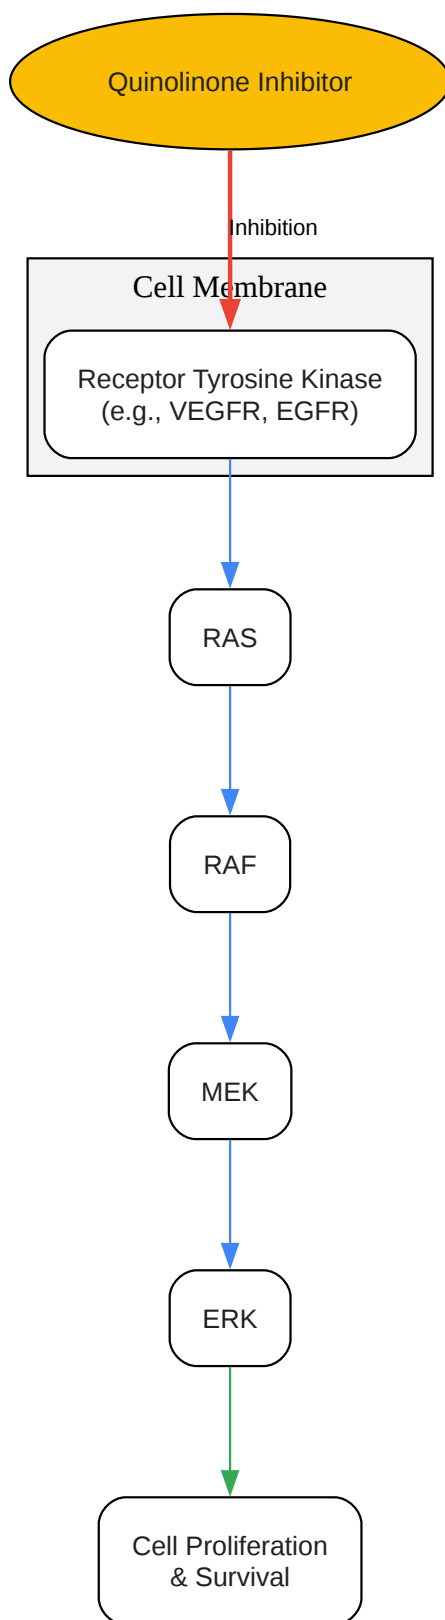 Quinolinone Inhibitor
Inhibition
Cell Membrane
Receptor Tyrosine Kinase
(e.g., VEGFR, EGFR)
RAS
RAF
MEK
ERK
Cell Proliferation
& Survival